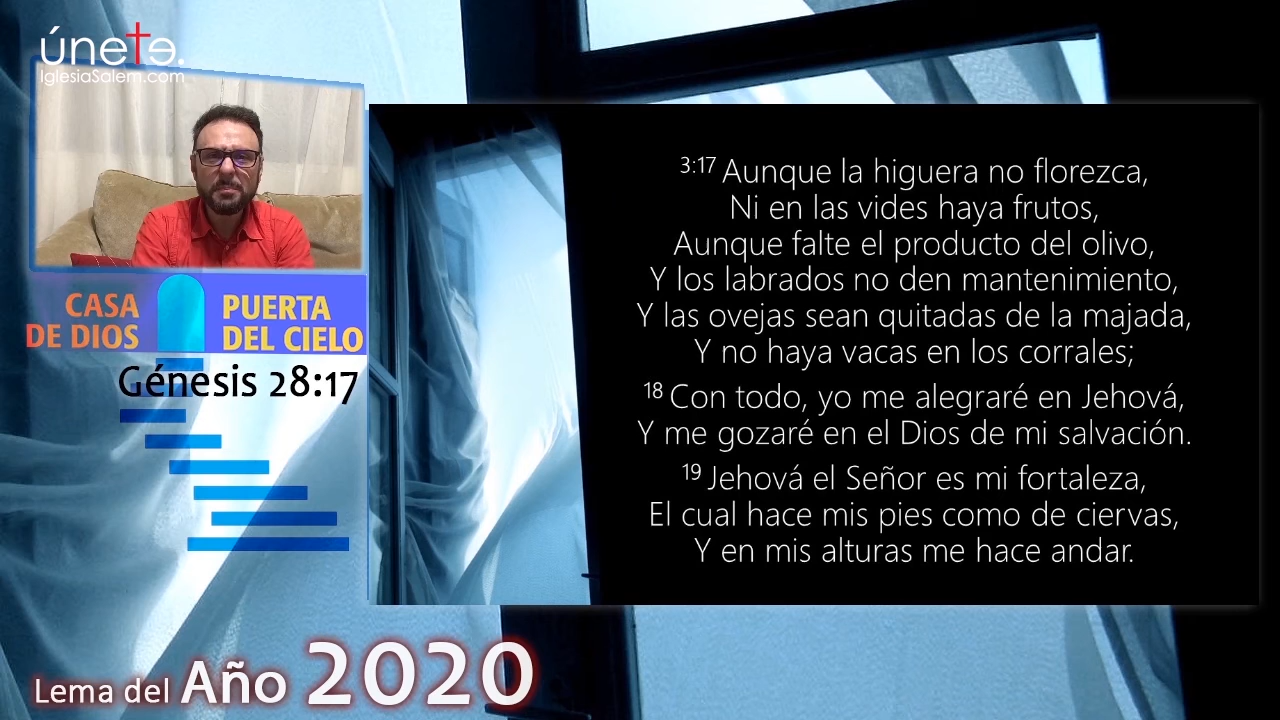 únete.
IglesiaSalem.com
CASA
DE DIOS
PUERTA
DEL CIELO
Génesis 28:17
3:17 Aunque la higuera no florezca,
Ni en las vides haya frutos,
Aunque falte el producto del olivo,
Y los labrados no den mantenimiento,
Y las ovejas sean quitadas de la majada,
Y no haya vacas en los corrales;
18 Con todo, yo me alegraré en Jehová,
Y me gozaré en el Dios de mi salvación.
19 Jehová el Señor es mi fortaleza,
El cual hace mis pies como de ciervas,
Y en mis alturas me hace andar.
Lema del Año 2020